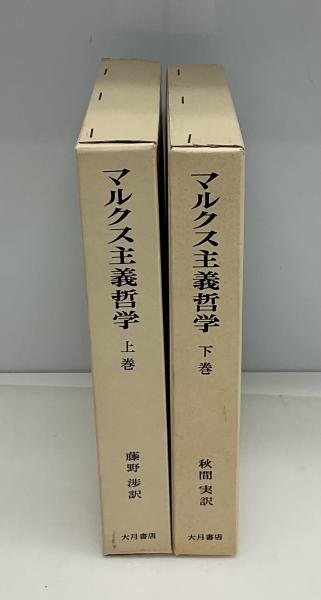 マルクス主義哲学
上巻
藤野 渉訳
大月書店
マルクス主義哲学
下巻
秋間 実訳
大月書店